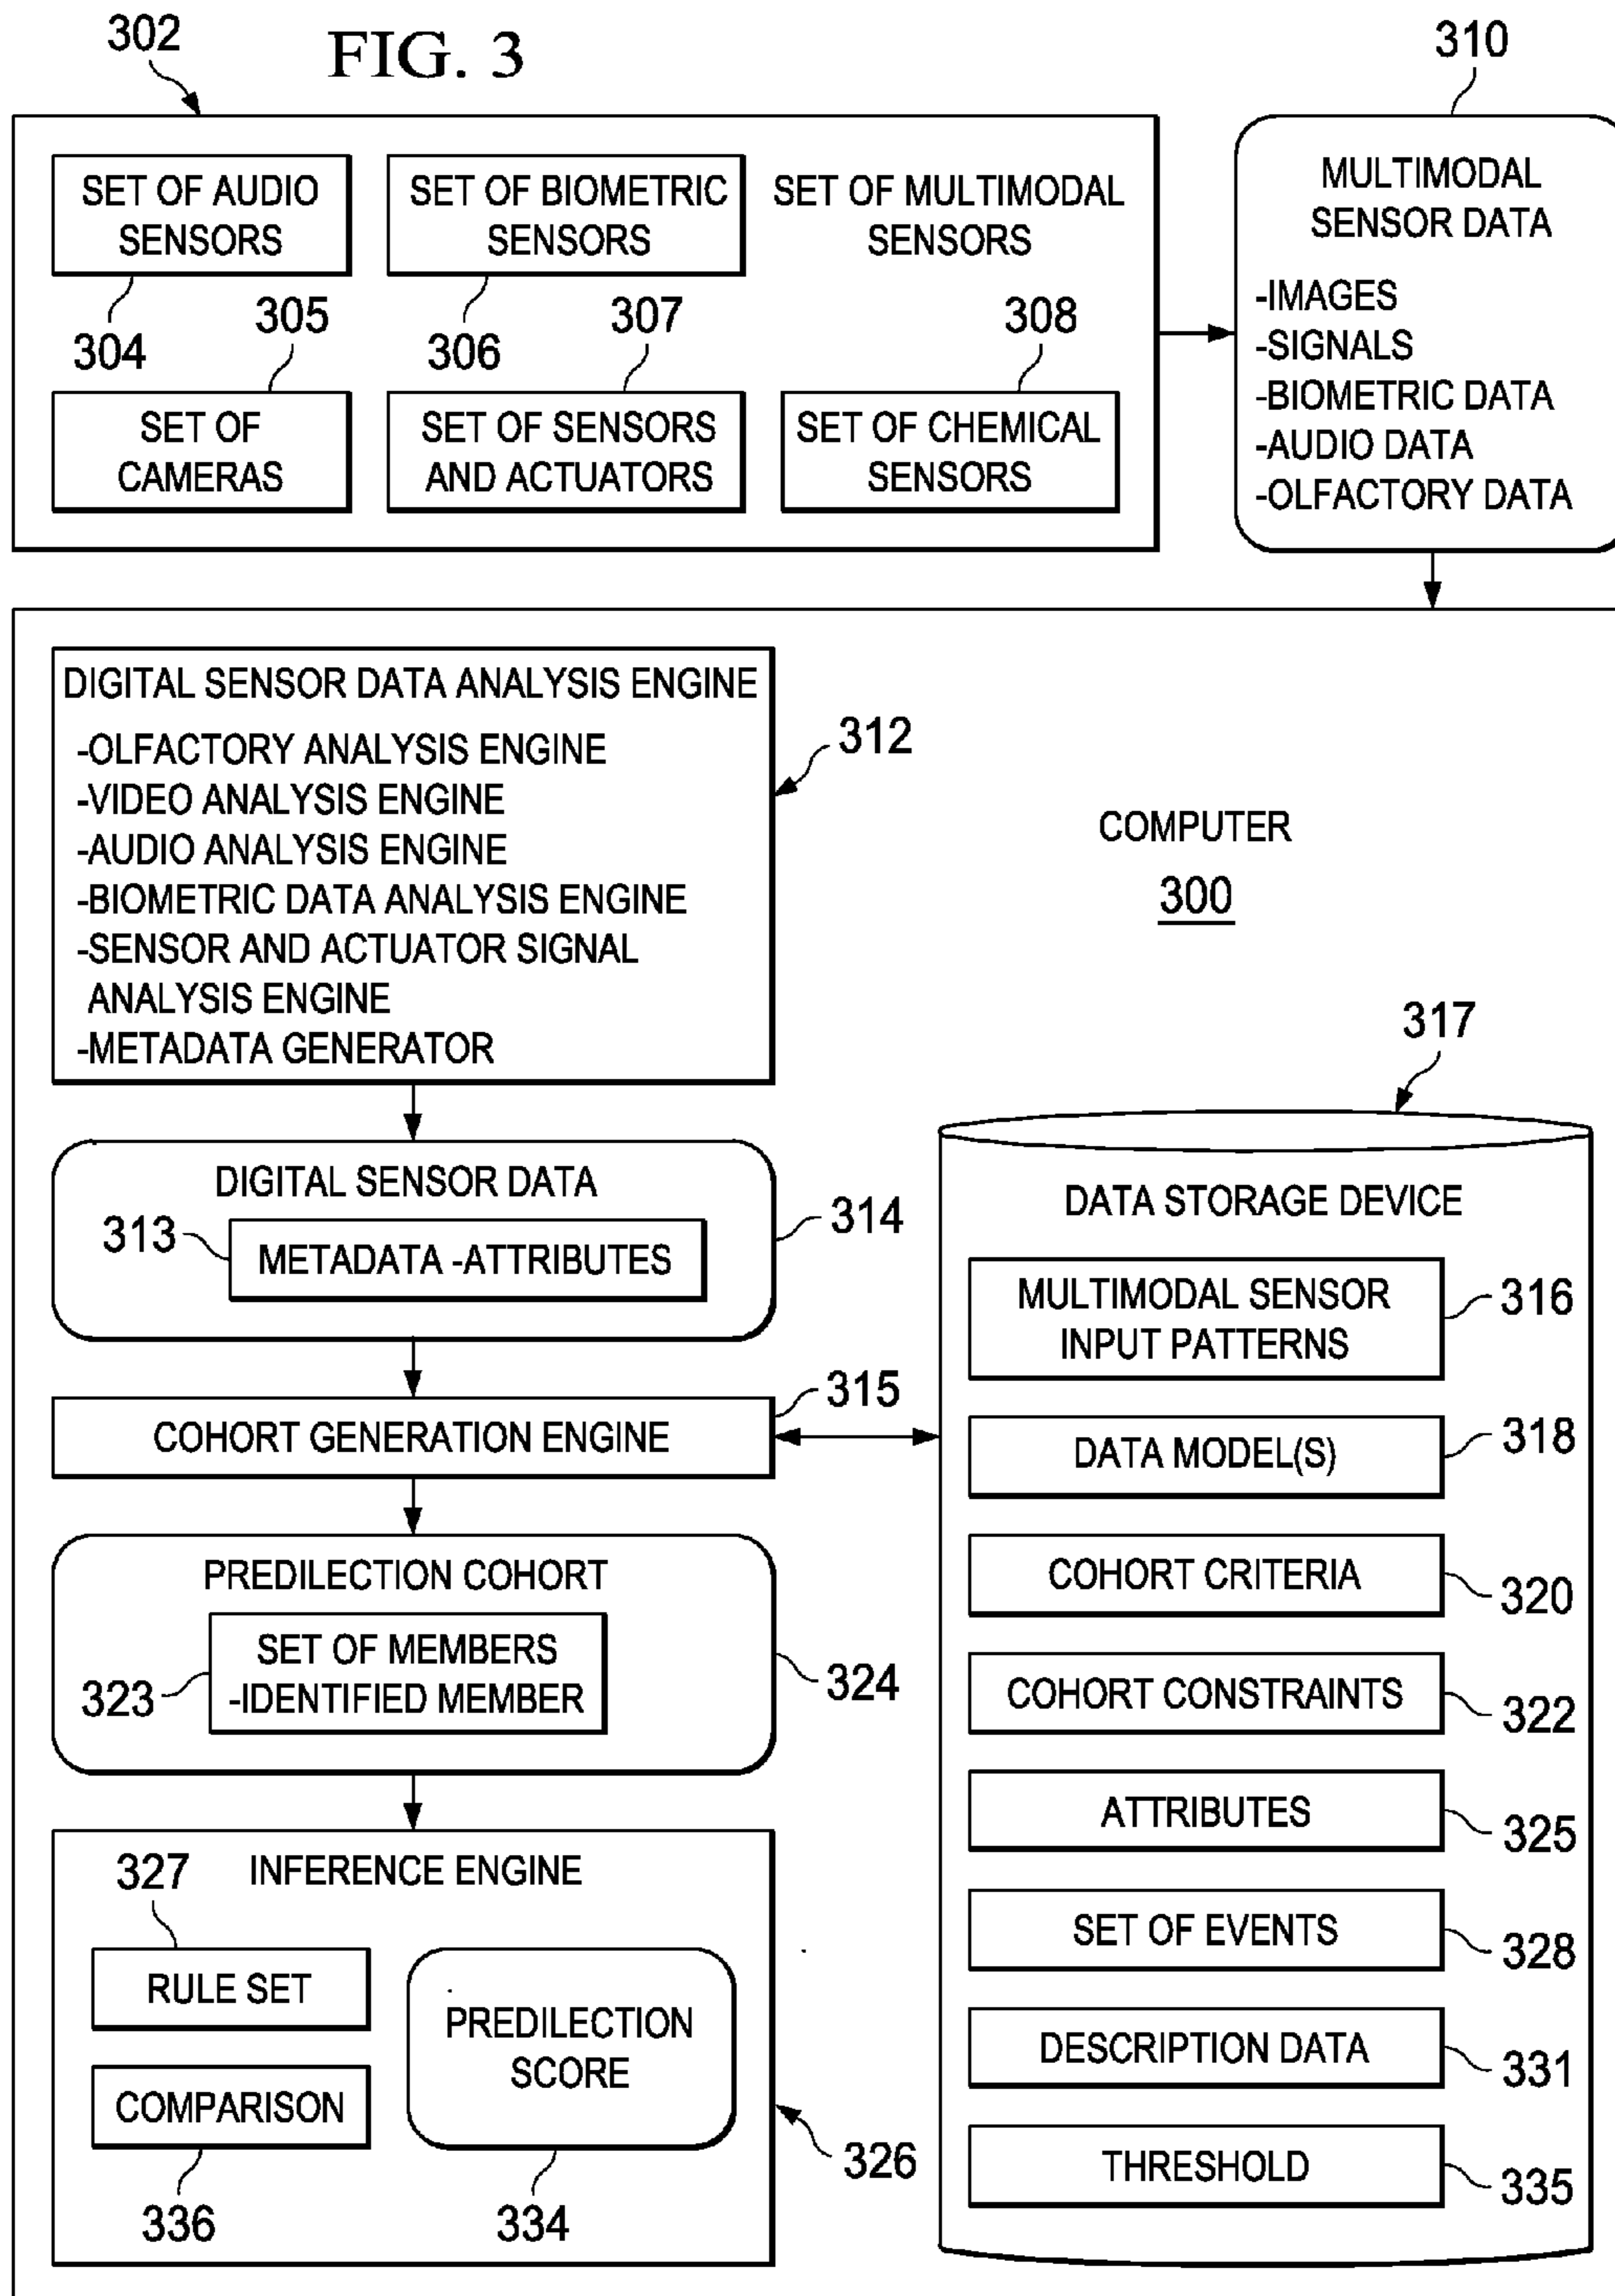 302
FIG. 3
310
SET OF AUDIO
SENSORS
304
SET OF BIOMETRIC
SENSORS
306
SET OF MULTIMODAL
SENSORS
305
SET OF
CAMERAS
307
SET OF SENSORS
AND ACTUATORS
308
SET OF CHEMICAL
SENSORS
MULTIMODAL
SENSOR DATA
-IMAGES
-SIGNALS
-BIOMETRIC DATA
-AUDIO DATA
-OLFACTORY DATA
DIGITAL SENSOR DATA ANALYSIS ENGINE
-OLFACTORY ANALYSIS ENGINE
-VIDEO ANALYSIS ENGINE
-AUDIO ANALYSIS ENGINE
-BIOMETRIC DATA ANALYSIS ENGINE
-SENSOR AND ACTUATOR SIGNAL
ANALYSIS ENGINE
-METADATA GENERATOR
312
COMPUTER
300
DIGITAL SENSOR DATA
313
METADATA -ATTRIBUTES
314
COHORT GENERATION ENGINE
315
PREDILECTION COHORT
SET OF MEMBERS
-IDENTIFIED MEMBER
323
324
INFERENCE ENGINE
327
RULE SET
COMPARISON
336
PREDILECTION
SCORE
334
326
317
DATA STORAGE DEVICE
MULTIMODAL SENSOR
INPUT PATTERNS
316
DATA MODEL(S)
318
COHORT CRITERIA
320
COHORT CONSTRAINTS
322
ATTRIBUTES
325
SET OF EVENTS
328
DESCRIPTION DATA
331
THRESHOLD
335